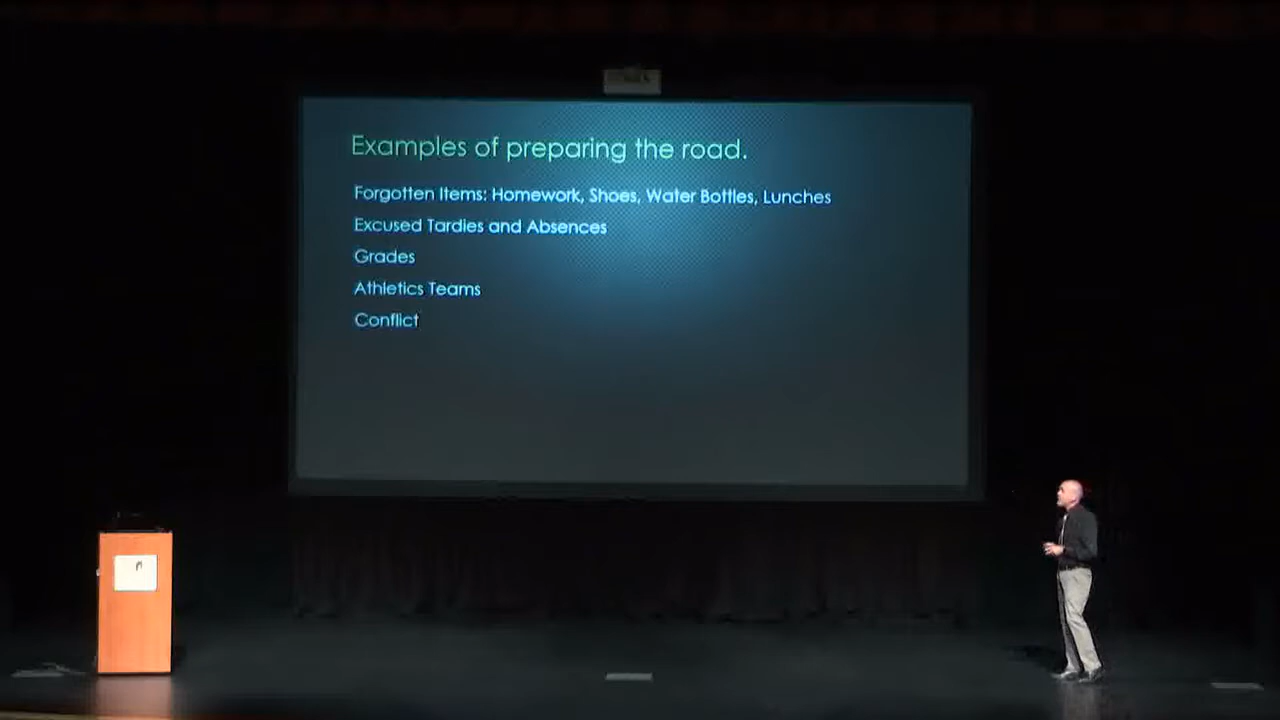 Examples of preparing the road.
Forgotten Items: Homework, Shoes, Water Bottles, Lunches
Excused Tardies and Absences
Grades
Athletics Teams
Conflict